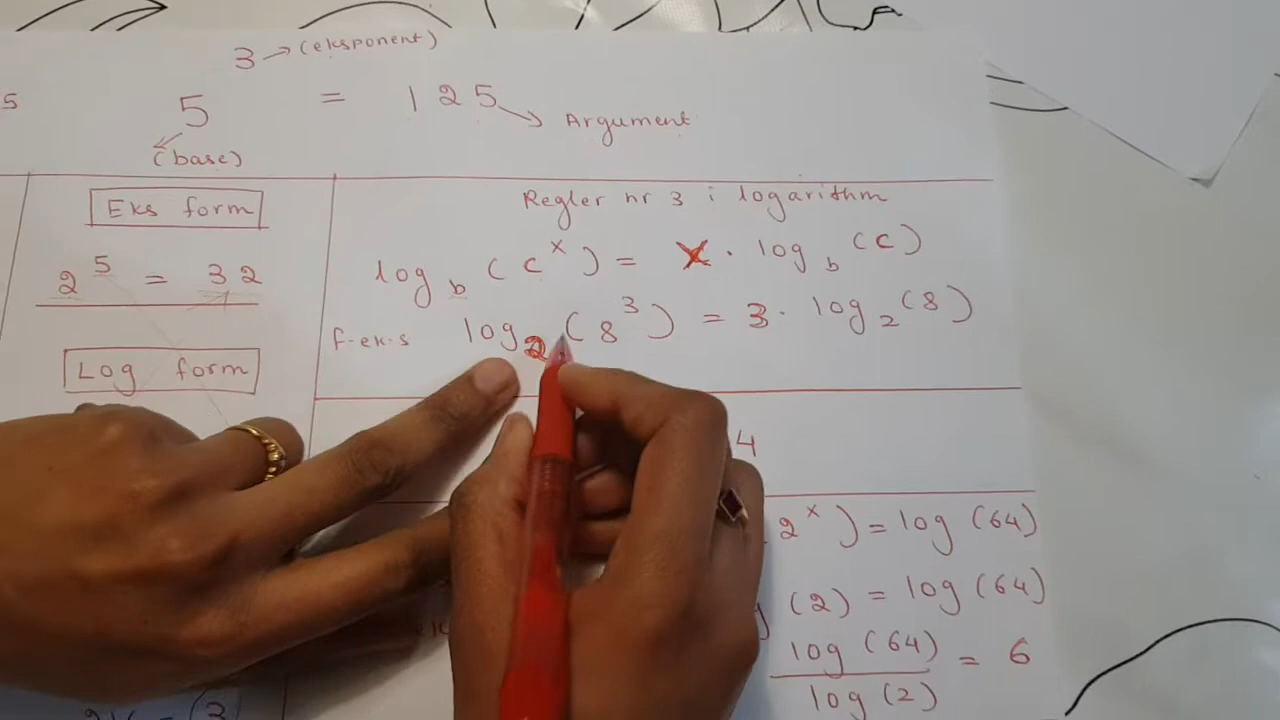 3 → (eksponent)
5
5 = 125 → Argument
(base)
Eks form
2^5 = 32
Log form
Regler nr 3 i logarithm
log_b (c^x) = x · log_b (c)
f-eks log_2 (8^3) = 3 · log_2 (8)
4
2^x) = log (64)
(2) = log (64)
log (64) = 6
log (2)